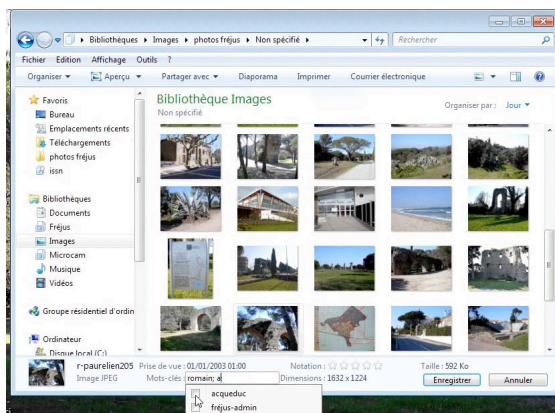 Bibliothèques ▸ Images ▸ photos fréjus ▸ Non spécifié ▸
Rechercher
Fichier Edition Affichage Outils ?
Organiser Aperçu Partager avec Diaporama Imprimer Courrier électronique
Favoris
Bureau
Emplacements récents
Téléchargements
photos fréjus
issn
Bibliothèques
Documents
Fréjus
Images
Microcam
Musique
Vidéos
Groupe résidentiel d'ordin
Ordinateur
Disque local (C:)
Bibliothèque Images
Non spécifié
Organiser par : Jour
r-paurelien205 Prise de vue : 01/01/2003 01:00 Notation : Taille : 592 Ko
Image JPEG Mots-clés : romain; a Dimensions : 1632 x 1224
Enregistrer Annuler
acqueduc
fréjus-admin